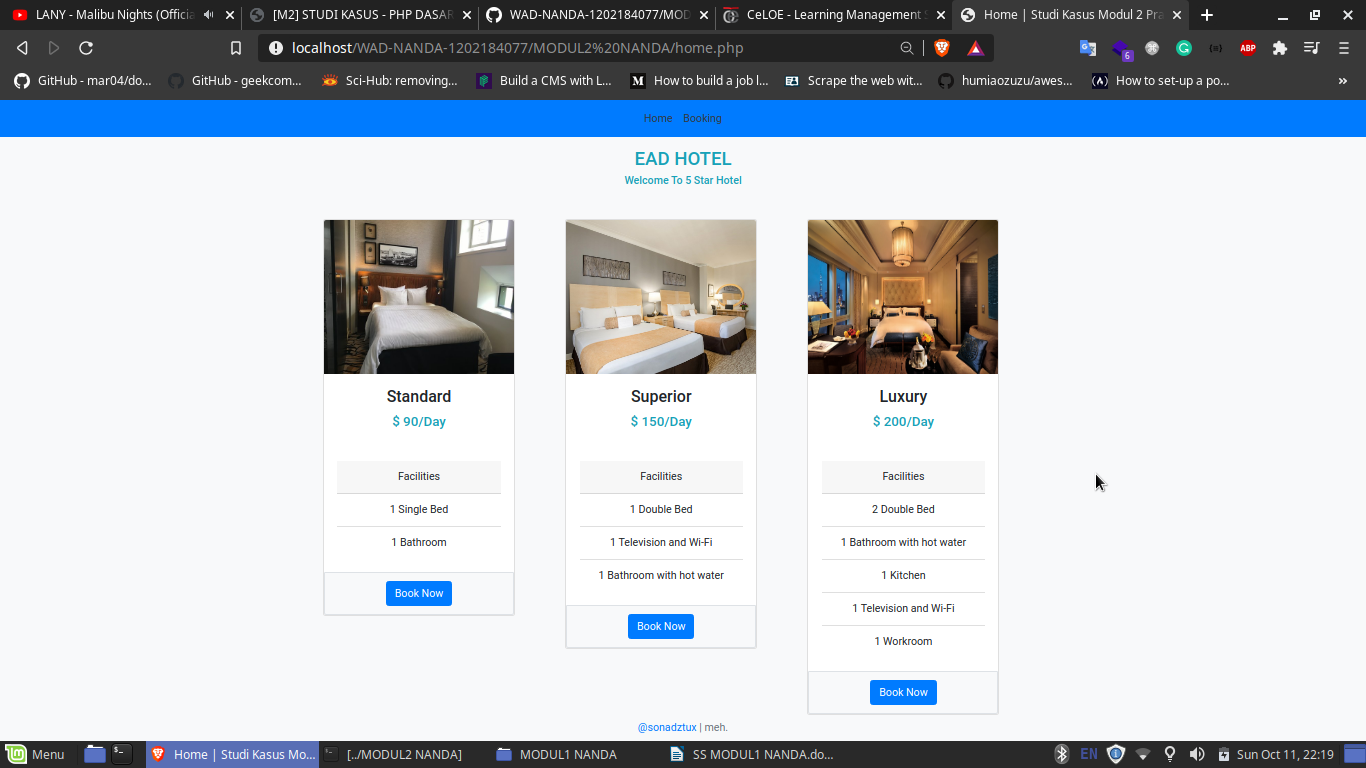 LANY - Malibu Nights (Officia
[M2] STUDI KASUS - PHP DASAR
WAD-NANDA-1202184077/MOD
CeLOE - Learning Management S
Home | Studi Kasus Modul 2 Pra
localhost/WAD-NANDA-1202184077/MODUL2%20NANDA/home.php
6
ABP
GitHub - mar04/do...
GitHub - geekcom...
Sci-Hub: removing...
Build a CMS with L...
M
How to build a job l...
Scrape the web wit...
humiaozuzu/awes...
How to set-up a po...
»
Home
Booking
EAD HOTEL
Welcome To 5 Star Hotel
Standard
$ 90/Day
Facilities
1 Single Bed
1 Bathroom
Book Now
Superior
$ 150/Day
Facilities
1 Double Bed
1 Television and Wi-Fi
1 Bathroom with hot water
Book Now
Luxury
$ 200/Day
Facilities
2 Double Bed
1 Bathroom with hot water
1 Kitchen
1 Television and Wi-Fi
1 Workroom
Book Now
@sonadztux | meh.
Menu
Home | Studi Kasus Mo...
[../MODUL2 NANDA]
MODUL1 NANDA
SS MODUL1 NANDA.do...
EN
Sun Oct 11, 22:19